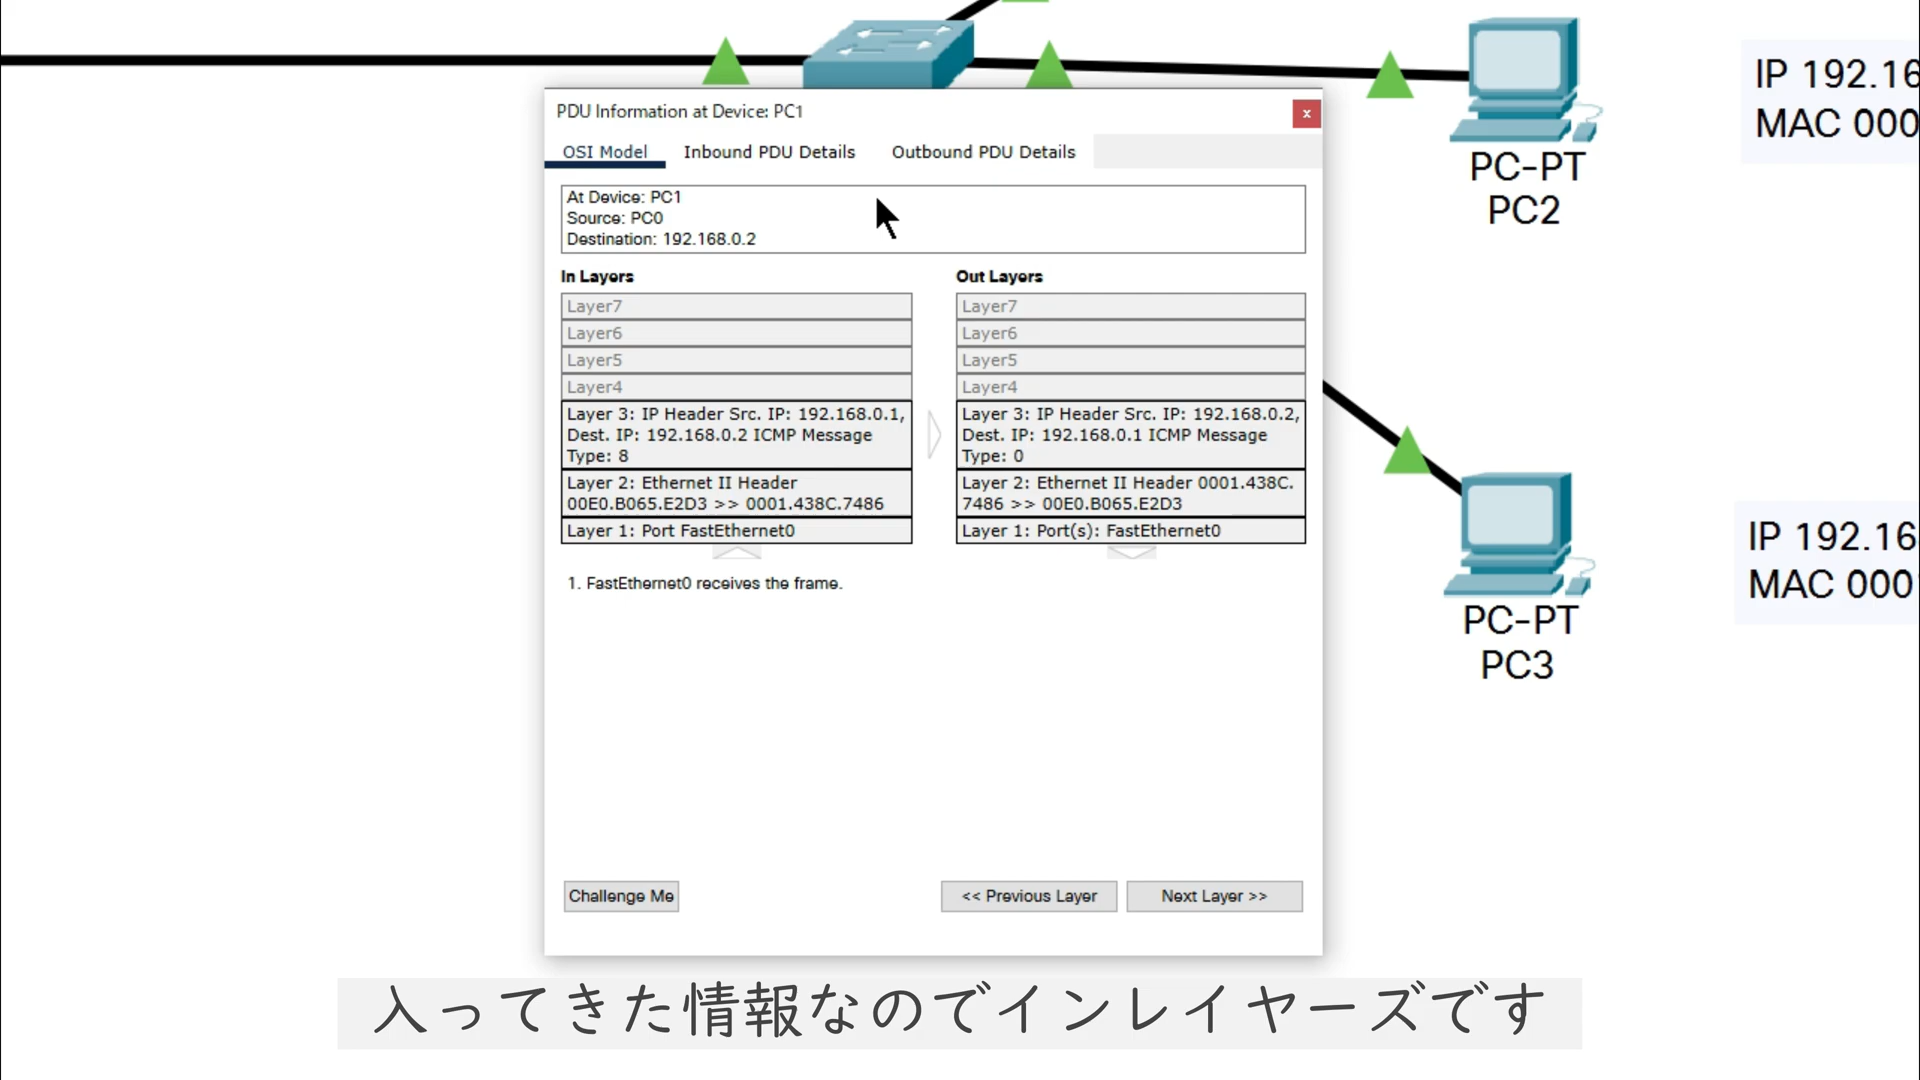 PDU Information at Device: PC1
x
OSI Model
Inbound PDU Details
Outbound PDU Details
At Device: PC1
Source: PC0
Destination: 192.168.0.2
In Layers
Layer7
Layer6
Layer5
Layer4
Layer 3: IP Header Src. IP: 192.168.0.1,
Dest. IP: 192.168.0.2 ICMP Message
Type: 8
Layer 2: Ethernet II Header
00E0.B065.E2D3 >> 0001.438C.7486
Layer 1: Port FastEthernet0
Out Layers
Layer7
Layer6
Layer5
Layer4
Layer 3: IP Header Src. IP: 192.168.0.2,
Dest. IP: 192.168.0.1 ICMP Message
Type: 0
Layer 2: Ethernet II Header 0001.438C.
7486 >> 00E0.B065.E2D3
Layer 1: Port(s): FastEthernet0
1. FastEthernet0 receives the frame.
Challenge Me
<< Previous Layer
Next Layer >>
PC-PT
PC2
IP 192.16
MAC 000
PC-PT
PC3
IP 192.16
MAC 000
入ってきた情報なのでインレイヤーズです